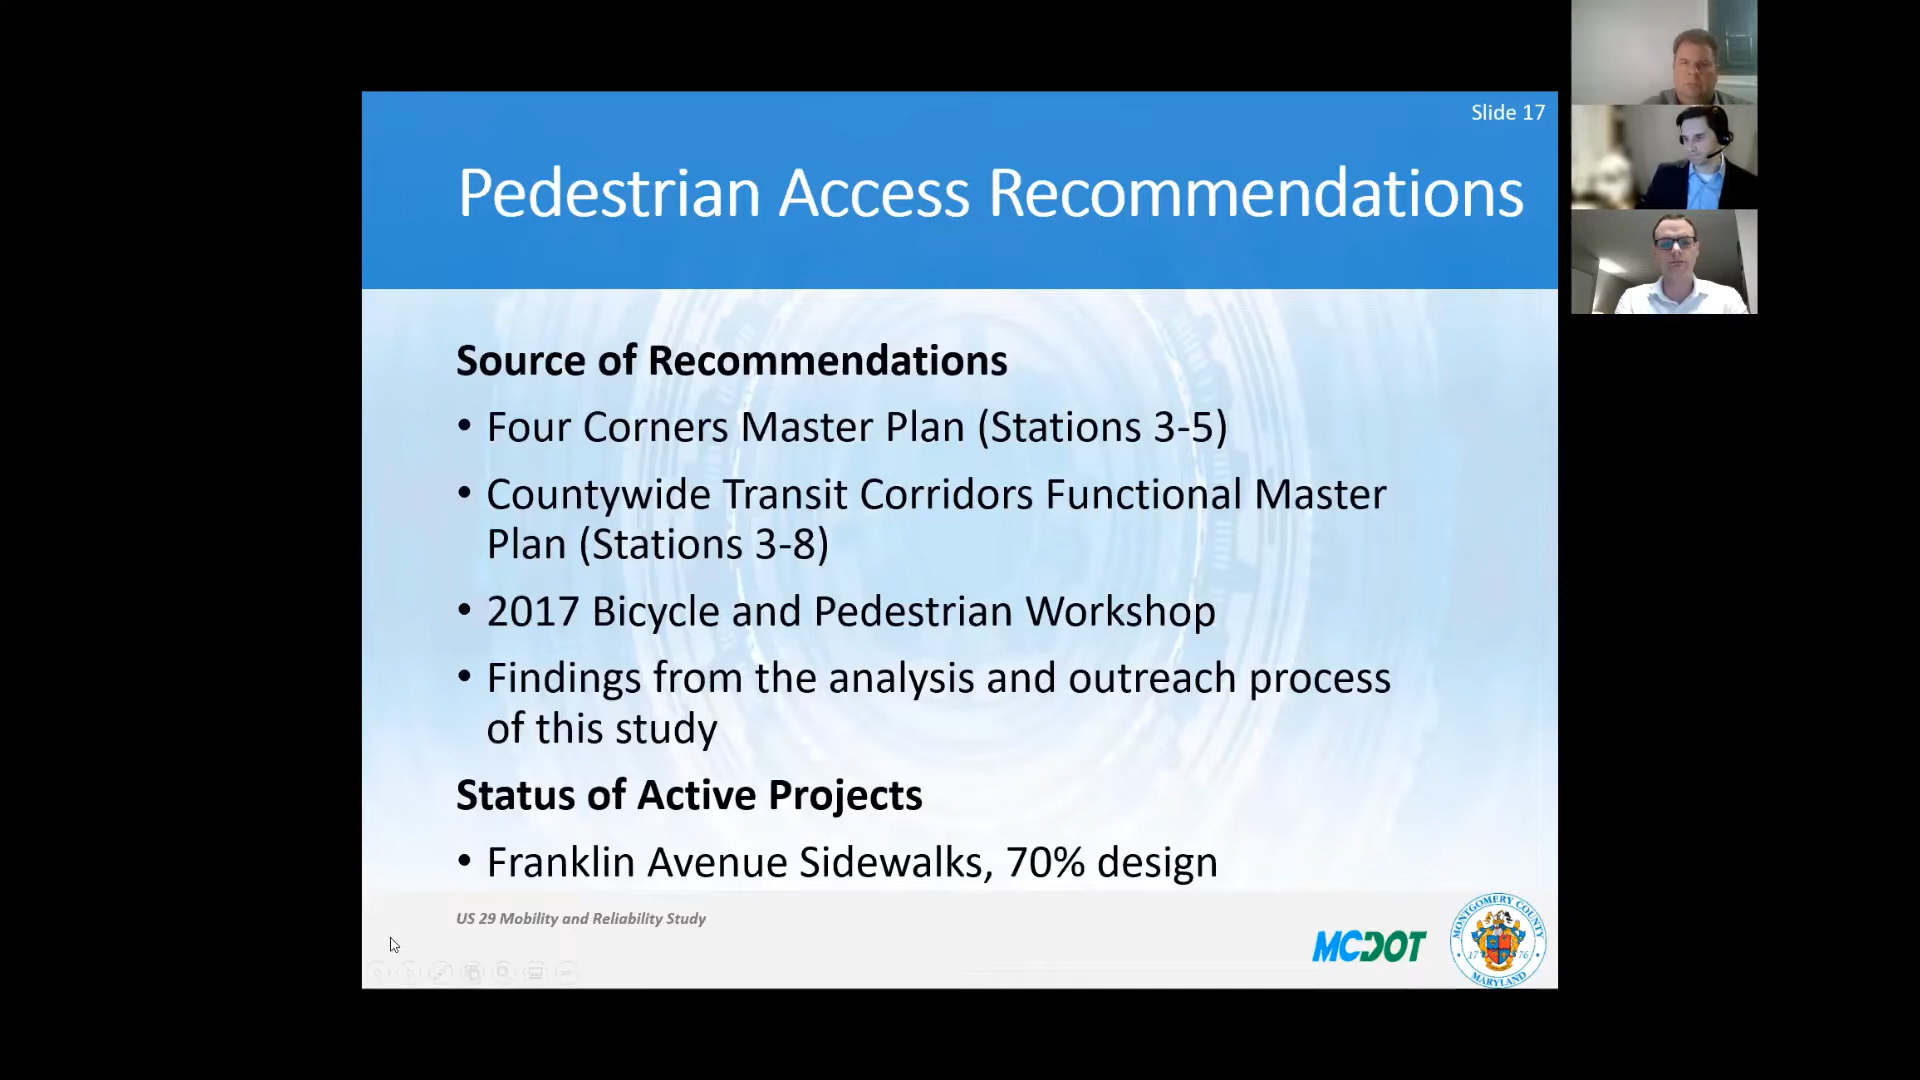 Slide 17
Pedestrian Access Recommendations
Source of Recommendations
• Four Corners Master Plan (Stations 3-5)
• Countywide Transit Corridors Functional Master
Plan (Stations 3-8)
• 2017 Bicycle and Pedestrian Workshop
• Findings from the analysis and outreach process
of this study
Status of Active Projects
• Franklin Avenue Sidewalks, 70% design
US 29 Mobility and Reliability Study
MCDOT
MONTGOMERY COUNTY
17 76
MARYLAND